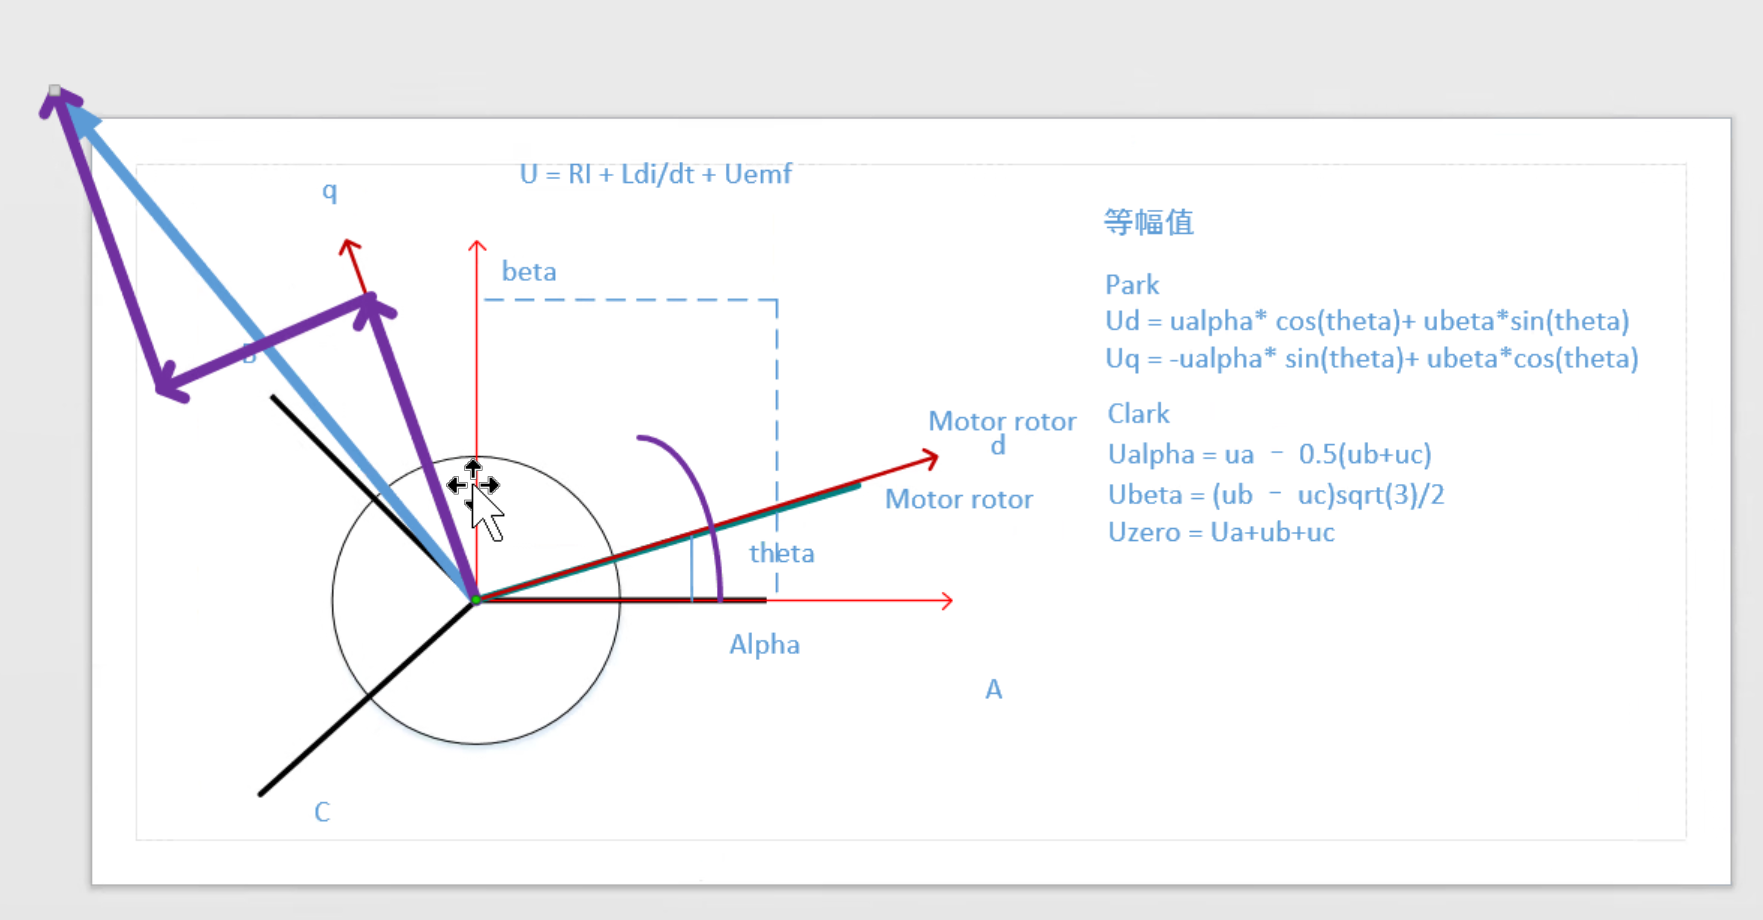 U = RI + Ldi/dt + Uemf
q
beta
B
Motor rotor
d
Motor rotor
theta
Alpha
A
C
等幅值
Park
Ud = ualpha* cos(theta)+ ubeta*sin(theta)
Uq = -ualpha* sin(theta)+ ubeta*cos(theta)
Clark
Ualpha = ua – 0.5(ub+uc)
Ubeta = (ub – uc)sqrt(3)/2
Uzero = Ua+ub+uc